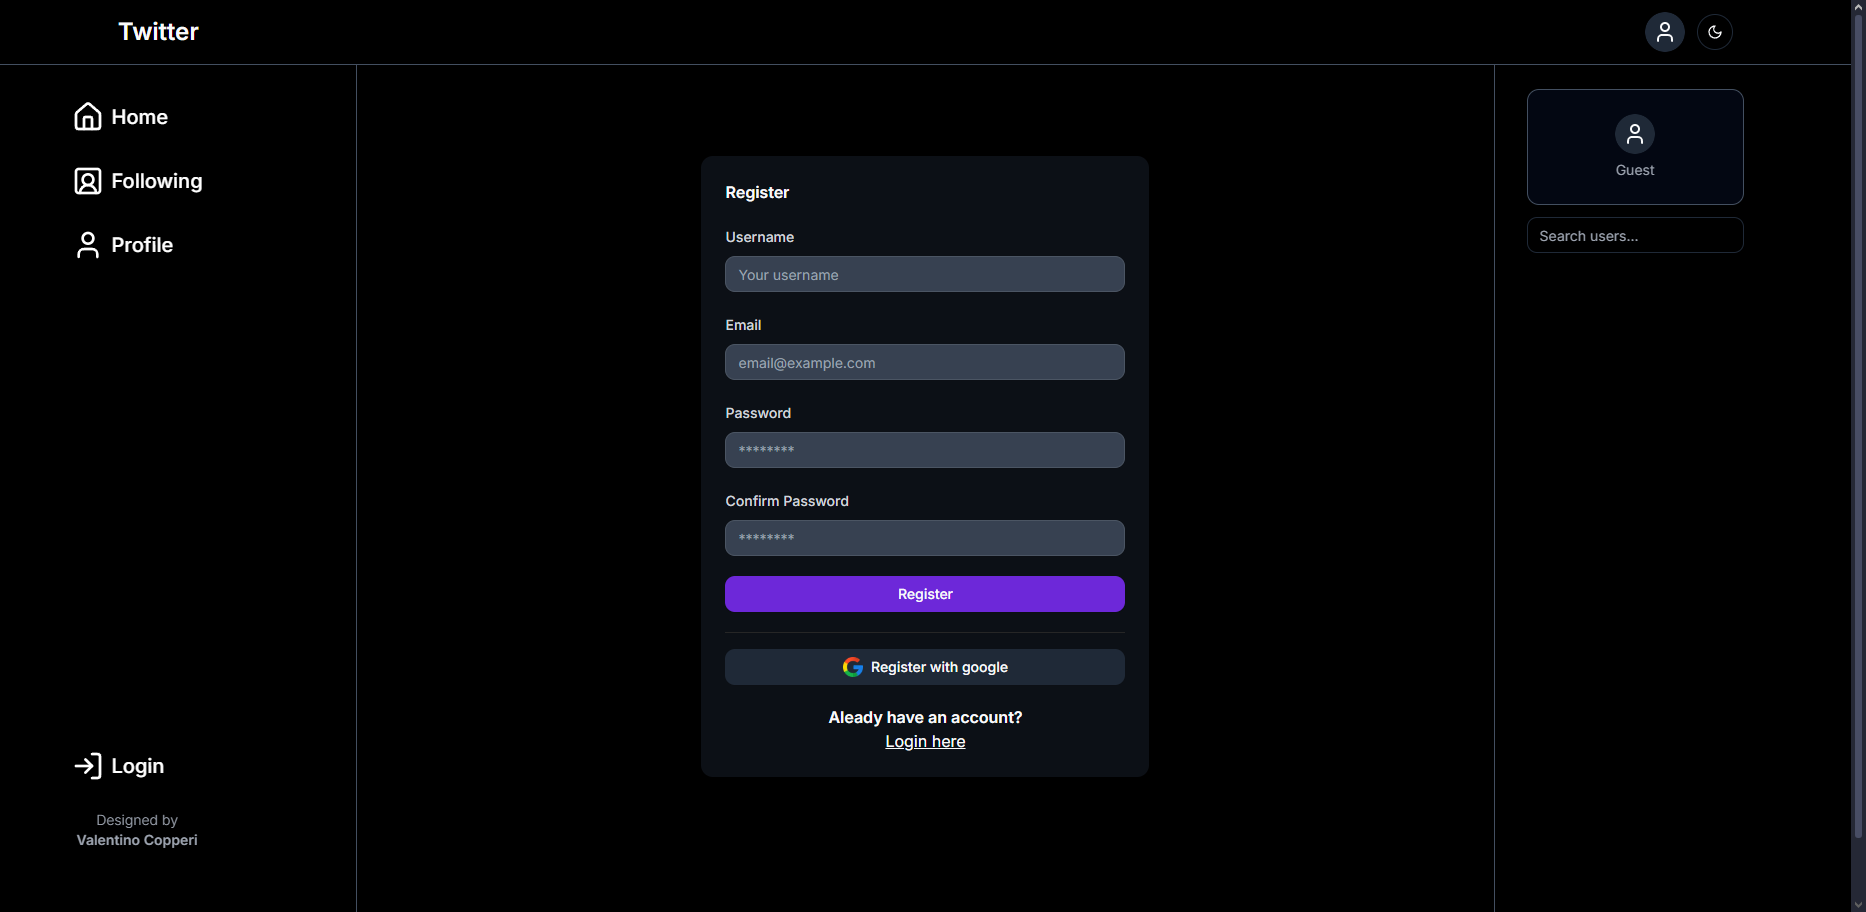 Twitter
Home
Following
Profile
Login
Designed by
Valentino Copperi
Register
Username
Your username
Email
email@example.com
Password
********
Confirm Password
********
Register
Register with google
Aleady have an account?
Login here
Guest
Search users...